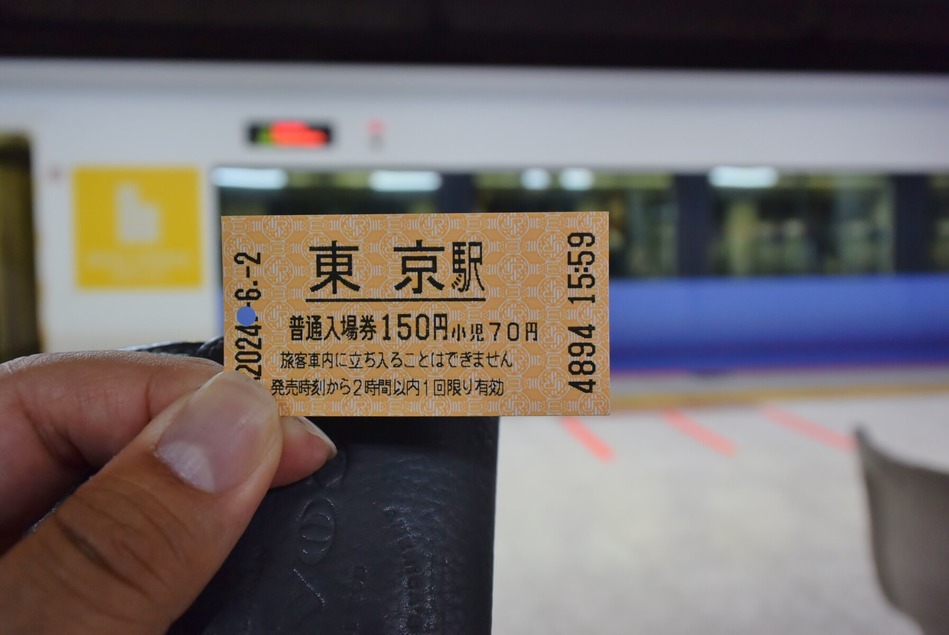 東京駅
普通入場券150円小児70円
旅客車内に立ち入ることはできません
発売時刻から2時間以内1回限り有効
2024.-6.-2
4894 15:59